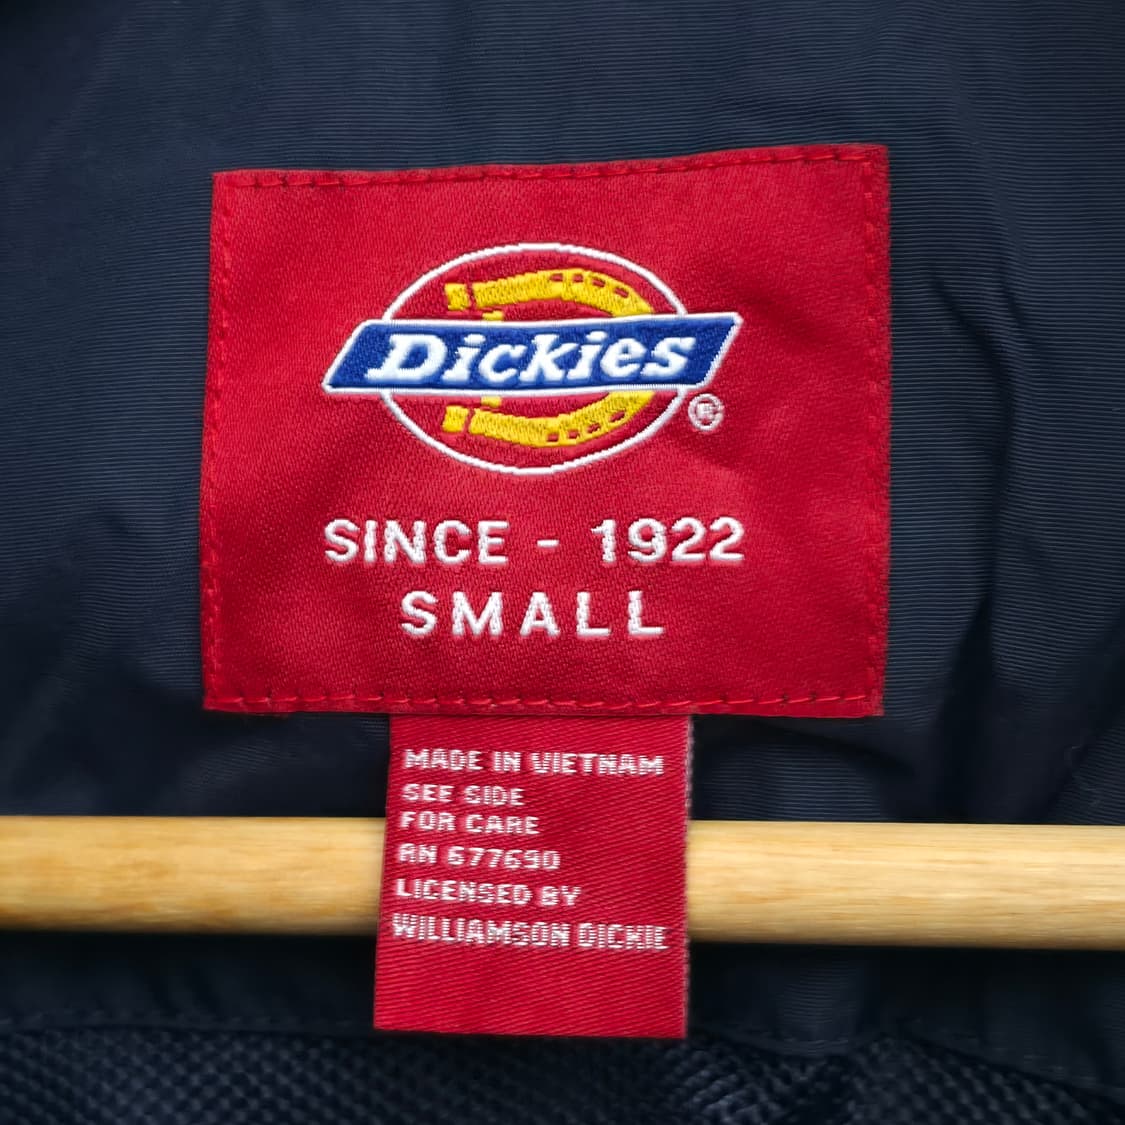 Dickies®
SINCE - 1922
SMALL
MADE IN VIETNAM
SEE SIDE
FOR CARE
RN 677690
LICENSED BY
WILLIAMSON DICKIE